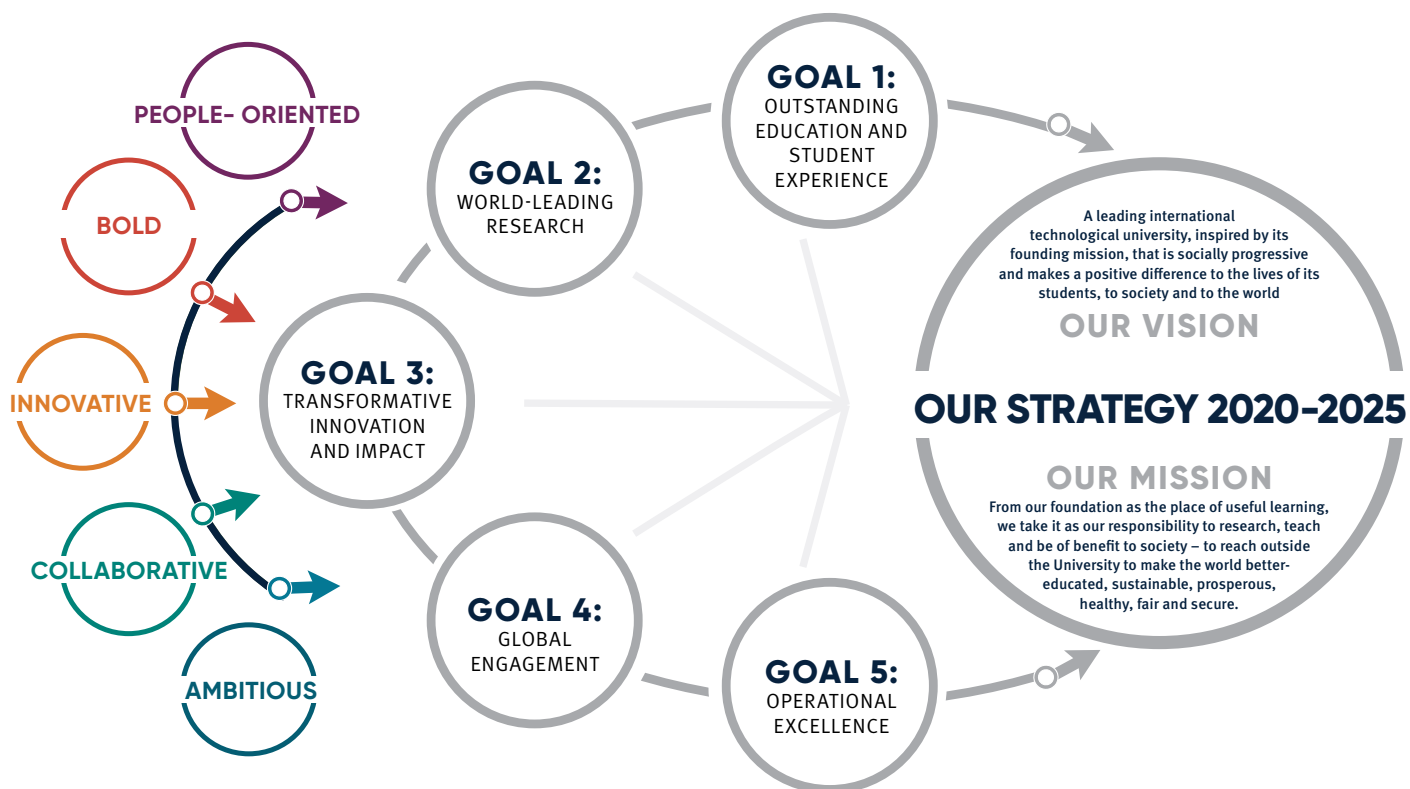 PEOPLE- ORIENTED
BOLD
INNOVATIVE
COLLABORATIVE
AMBITIOUS
GOAL 1:
OUTSTANDING
EDUCATION AND
STUDENT
EXPERIENCE
GOAL 2:
WORLD-LEADING
RESEARCH
GOAL 3:
TRANSFORMATIVE
INNOVATION
AND IMPACT
GOAL 4:
GLOBAL
ENGAGEMENT
GOAL 5:
OPERATIONAL
EXCELLENCE
A leading international
technological university, inspired by its
founding mission, that is socially progressive
and makes a positive difference to the lives of its
students, to society and to the world
OUR VISION
OUR STRATEGY 2020-2025
OUR MISSION
From our foundation as the place of useful learning,
we take it as our responsibility to research, teach
and be of benefit to society – to reach outside
the University to make the world better-
educated, sustainable, prosperous,
healthy, fair and secure.